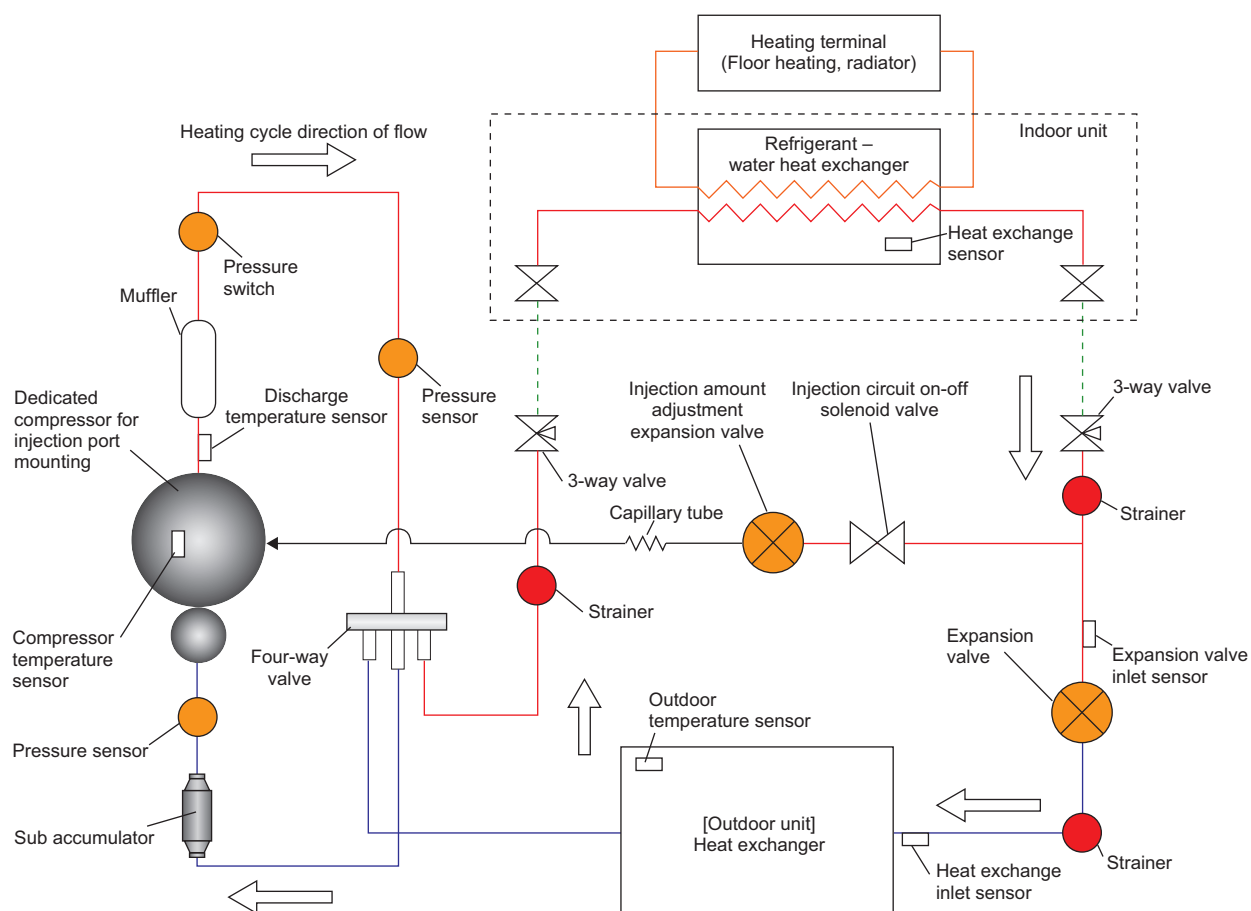 Heating terminal
(Floor heating, radiator)
Heating cycle direction of flow
Indoor unit
Refrigerant –
water heat exchanger
Heat exchange
sensor
Pressure
switch
Muffler
Discharge
temperature sensor
Pressure
sensor
Dedicated
compressor for
injection port
mounting
Injection amount
adjustment
expansion valve
Injection circuit on-off
solenoid valve
3-way valve
3-way valve
Capillary tube
Strainer
Strainer
Compressor
temperature
sensor
Four-way
valve
Expansion
valve
Expansion valve
inlet sensor
Outdoor
temperature sensor
Pressure sensor
Sub accumulator
[Outdoor unit]
Heat exchanger
Heat exchange
inlet sensor
Strainer